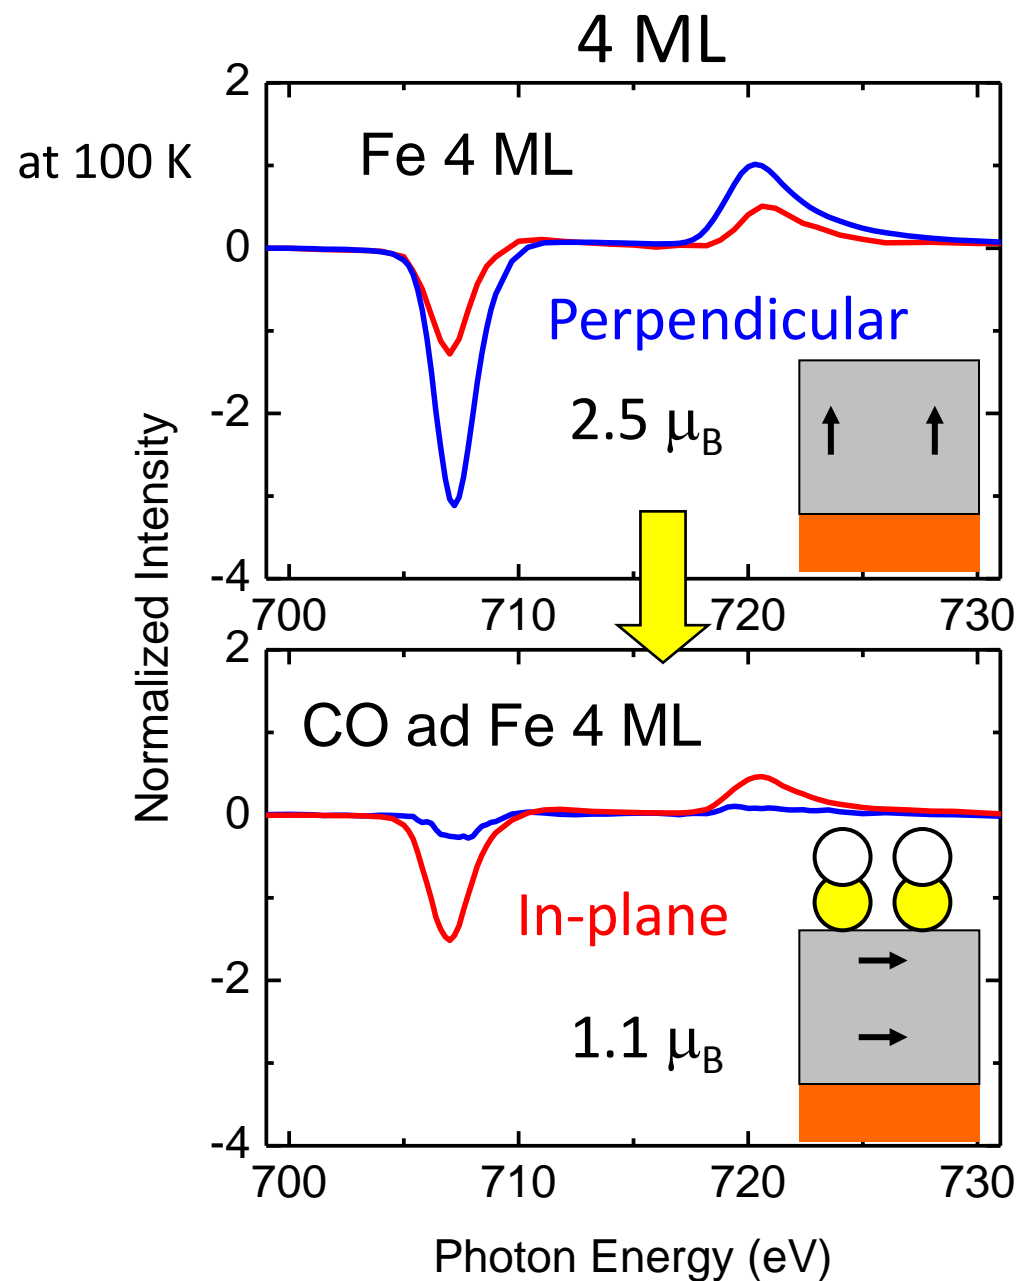 4 ML
at 100 K
2
0
-2
-4
Fe 4 ML
Perpendicular
2.5 μB
700 710 720 730
Normalized Intensity
2
0
-2
-4
CO ad Fe 4 ML
In-plane
1.1 μB
700 710 720 730
Photon Energy (eV)